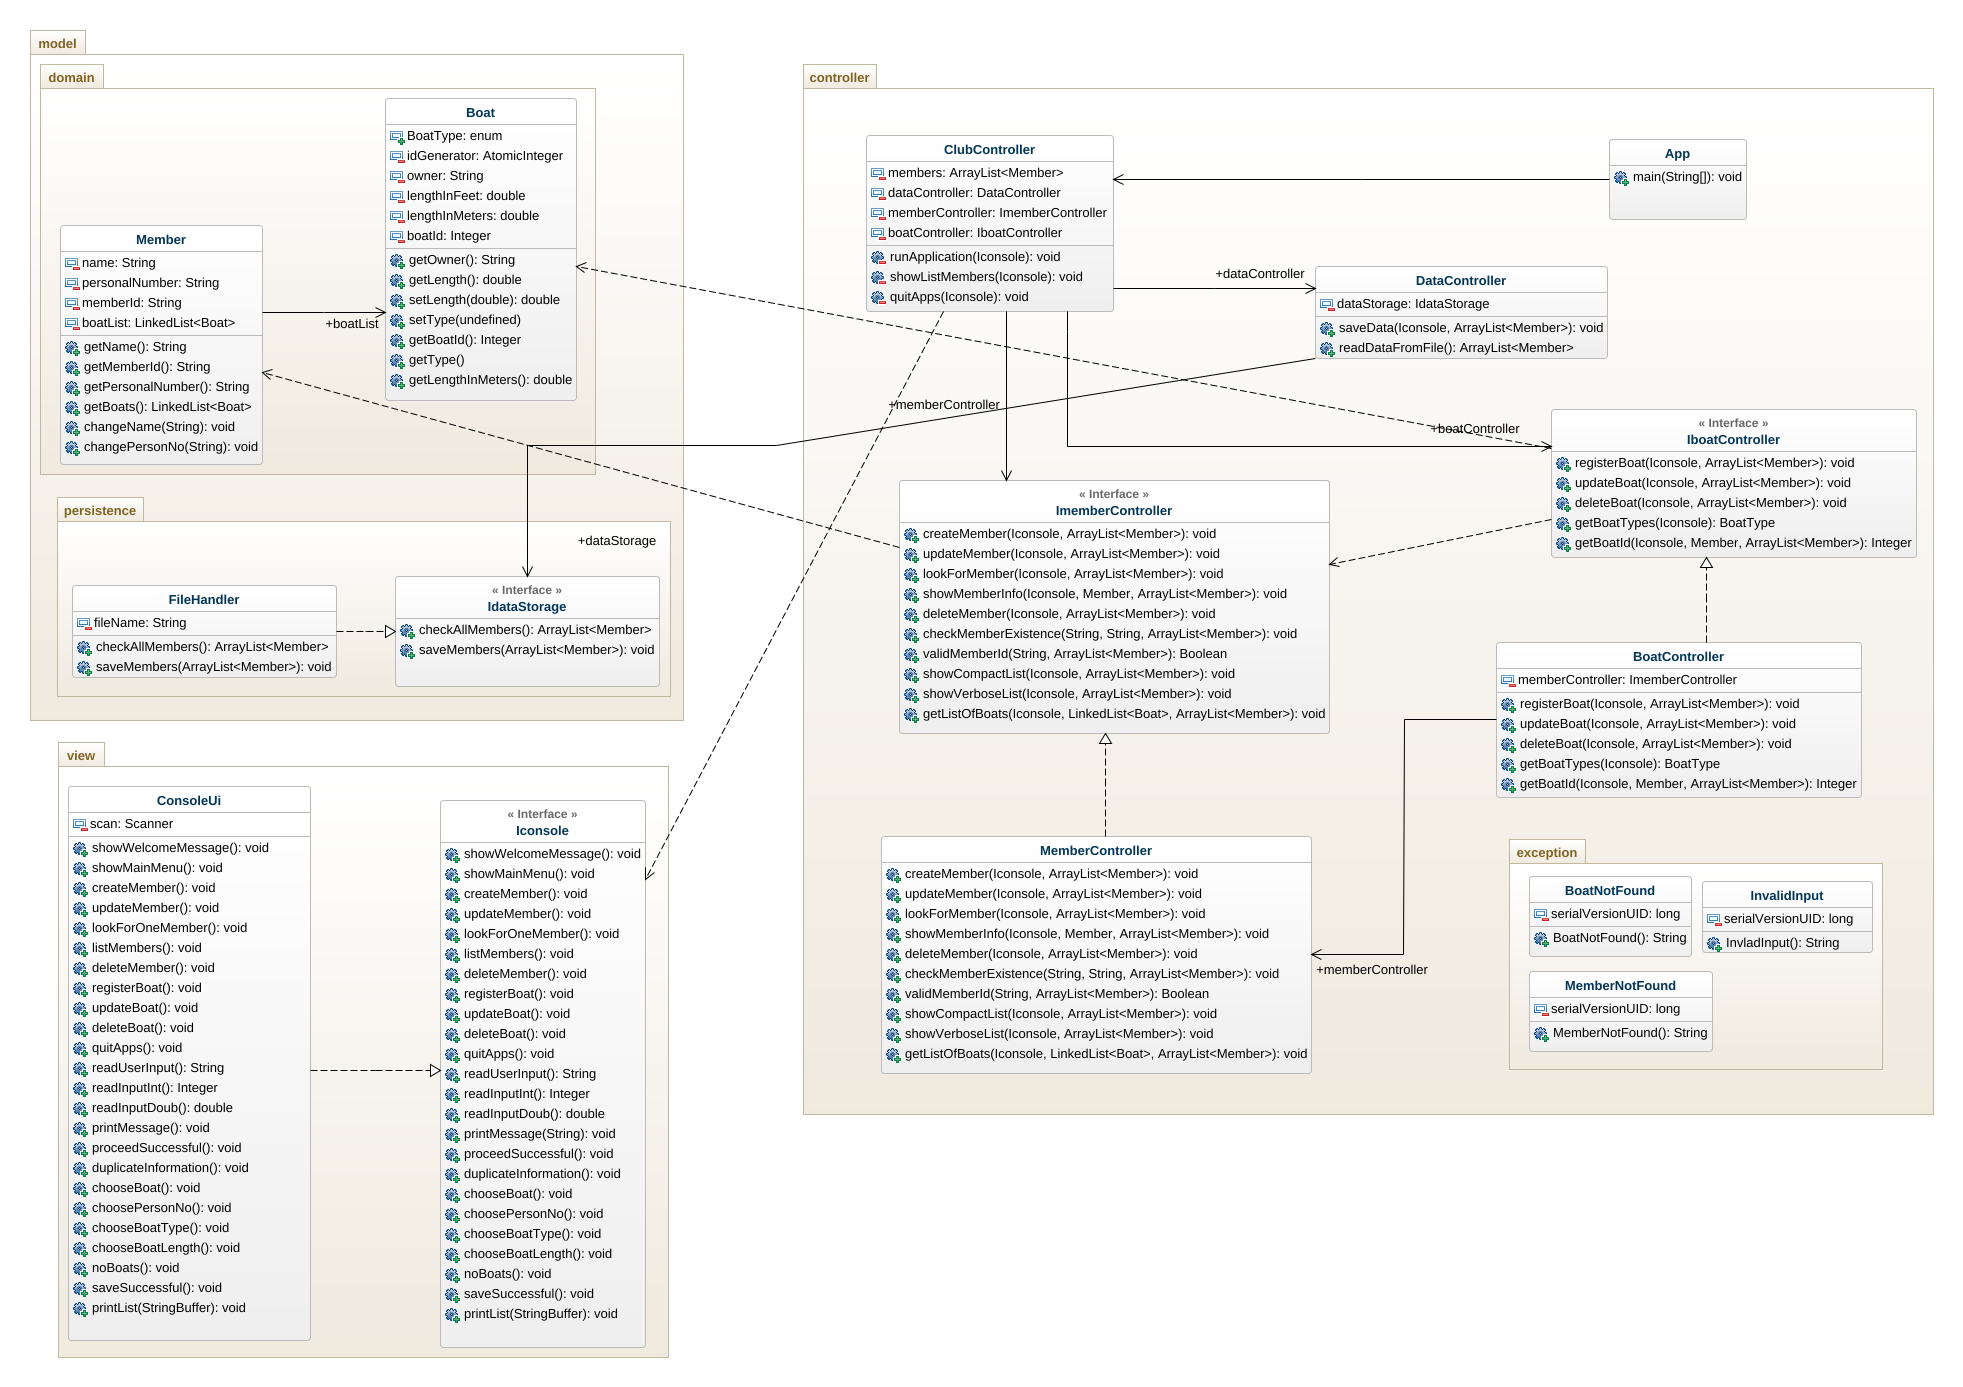 model
domain
Boat
BoatType: enum
idGenerator: AtomicInteger
owner: String
lengthInFeet: double
lengthInMeters: double
boatId: Integer
getOwner(): String
getLength(): double
setLength(double): double
setType(undefined)
getBoatId(): Integer
getType()
getLengthInMeters(): double
Member
name: String
personalNumber: String
memberId: String
boatList: LinkedList<Boat>
getName(): String
getMemberId(): String
getPersonalNumber(): String
getBoats(): LinkedList<Boat>
changeName(String): void
changePersonNo(String): void
+boatList
persistence
+dataStorage
FileHandler
fileName: String
checkAllMembers(): ArrayList<Member>
saveMembers(ArrayList<Member>): void
« Interface »
IdataStorage
checkAllMembers(): ArrayList<Member>
saveMembers(ArrayList<Member>): void
view
ConsoleUi
scan: Scanner
showWelcomeMessage(): void
showMainMenu(): void
createMember(): void
updateMember(): void
lookForOneMember(): void
listMembers(): void
deleteMember(): void
registerBoat(): void
updateBoat(): void
deleteBoat(): void
quitApps(): void
readUserInput(): String
readInputInt(): Integer
readInputDoub(): double
printMessage(): void
proceedSuccessful(): void
duplicateInformation(): void
chooseBoat(): void
choosePersonNo(): void
chooseBoatType(): void
chooseBoatLength(): void
noBoats(): void
saveSuccessful(): void
printList(StringBuffer): void
« Interface »
Iconsole
showWelcomeMessage(): void
showMainMenu(): void
createMember(): void
updateMember(): void
lookForOneMember(): void
listMembers(): void
deleteMember(): void
registerBoat(): void
updateBoat(): void
deleteBoat(): void
quitApps(): void
readUserInput(): String
readInputInt(): Integer
readInputDoub(): double
printMessage(String): void
proceedSuccessful(): void
duplicateInformation(): void
chooseBoat(): void
choosePersonNo(): void
chooseBoatType(): void
chooseBoatLength(): void
noBoats(): void
saveSuccessful(): void
printList(StringBuffer): void
controller
ClubController
members: ArrayList<Member>
dataController: DataController
memberController: ImemberController
boatController: IboatController
runApplication(Iconsole): void
showListMembers(Iconsole): void
quitApps(Iconsole): void
App
main(String[]): void
+dataController
DataController
dataStorage: IdataStorage
saveData(Iconsole, ArrayList<Member>): void
readDataFromFile(): ArrayList<Member>
+memberController
+boatController
« Interface »
IboatController
registerBoat(Iconsole, ArrayList<Member>): void
updateBoat(Iconsole, ArrayList<Member>): void
deleteBoat(Iconsole, ArrayList<Member>): void
getBoatTypes(Iconsole): BoatType
getBoatId(Iconsole, Member, ArrayList<Member>): Integer
« Interface »
ImemberController
createMember(Iconsole, ArrayList<Member>): void
updateMember(Iconsole, ArrayList<Member>): void
lookForMember(Iconsole, ArrayList<Member>): void
showMemberInfo(Iconsole, Member, ArrayList<Member>): void
deleteMember(Iconsole, ArrayList<Member>): void
checkMemberExistence(String, String, ArrayList<Member>): void
validMemberId(String, ArrayList<Member>): Boolean
showCompactList(Iconsole, ArrayList<Member>): void
showVerboseList(Iconsole, ArrayList<Member>): void
getListOfBoats(Iconsole, LinkedList<Boat>, ArrayList<Member>): void
BoatController
memberController: ImemberController
registerBoat(Iconsole, ArrayList<Member>): void
updateBoat(Iconsole, ArrayList<Member>): void
deleteBoat(Iconsole, ArrayList<Member>): void
getBoatTypes(Iconsole): BoatType
getBoatId(Iconsole, Member, ArrayList<Member>): Integer
MemberController
createMember(Iconsole, ArrayList<Member>): void
updateMember(Iconsole, ArrayList<Member>): void
lookForMember(Iconsole, ArrayList<Member>): void
showMemberInfo(Iconsole, Member, ArrayList<Member>): void
deleteMember(Iconsole, ArrayList<Member>): void
checkMemberExistence(String, String, ArrayList<Member>): void
validMemberId(String, ArrayList<Member>): Boolean
showCompactList(Iconsole, ArrayList<Member>): void
showVerboseList(Iconsole, ArrayList<Member>): void
getListOfBoats(Iconsole, LinkedList<Boat>, ArrayList<Member>): void
+memberController
exception
BoatNotFound
serialVersionUID: long
BoatNotFound(): String
InvalidInput
serialVersionUID: long
InvladInput(): String
MemberNotFound
serialVersionUID: long
MemberNotFound(): String